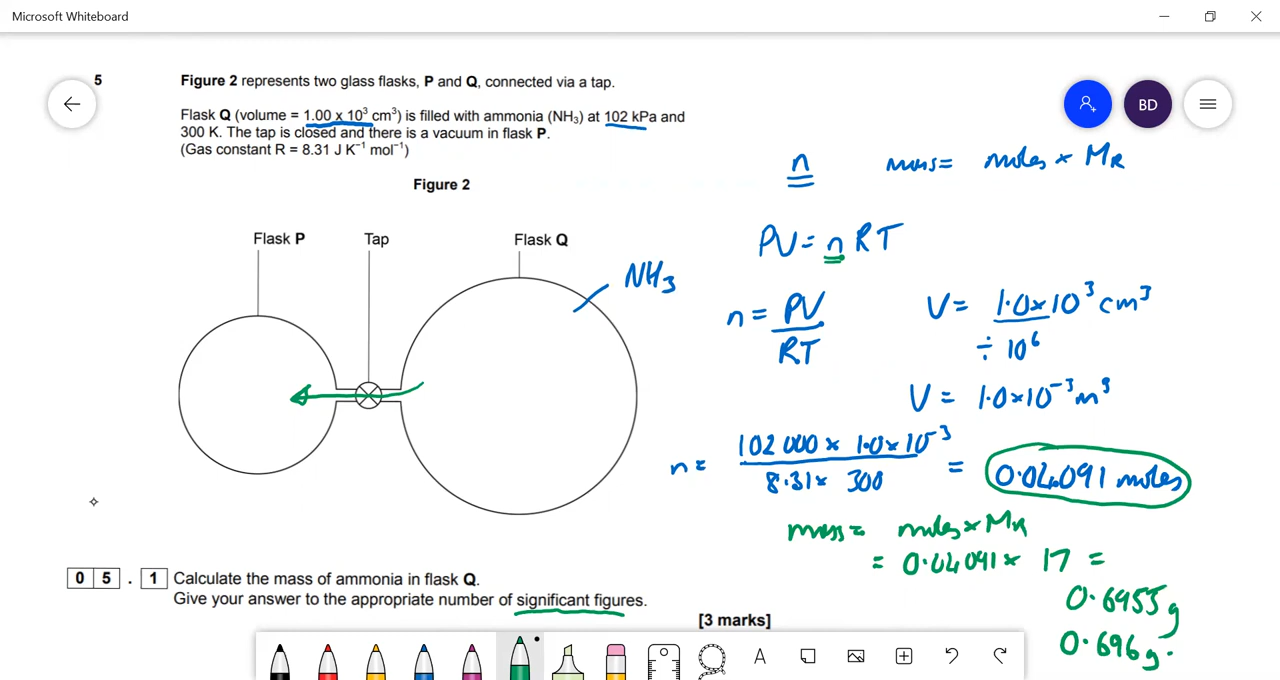 Microsoft Whiteboard
5
Figure 2 represents two glass flasks, P and Q, connected via a tap.
Flask Q (volume = 1.00 x 10³ cm³) is filled with ammonia (NH₃) at 102 kPa and
300 K. The tap is closed and there is a vacuum in flask P.
(Gas constant R = 8.31 J K⁻¹ mol⁻¹)
BD
Figure 2
n
mass= moles × MR
Flask P
Tap
Flask Q
NH₃
PV = nRT
n = PV
RT
V = 1.0×10³ cm³
÷ 10⁶
V = 1.0×10⁻³ m³
n = 102 000 × 1.0×10⁻³
8.31 × 300
= 0.04091 moles
mass = moles × MR
= 0.04091 × 17 =
0.6955 g
0.696 g.
0 5 . 1 Calculate the mass of ammonia in flask Q.
Give your answer to the appropriate number of significant figures.
[3 marks]
A